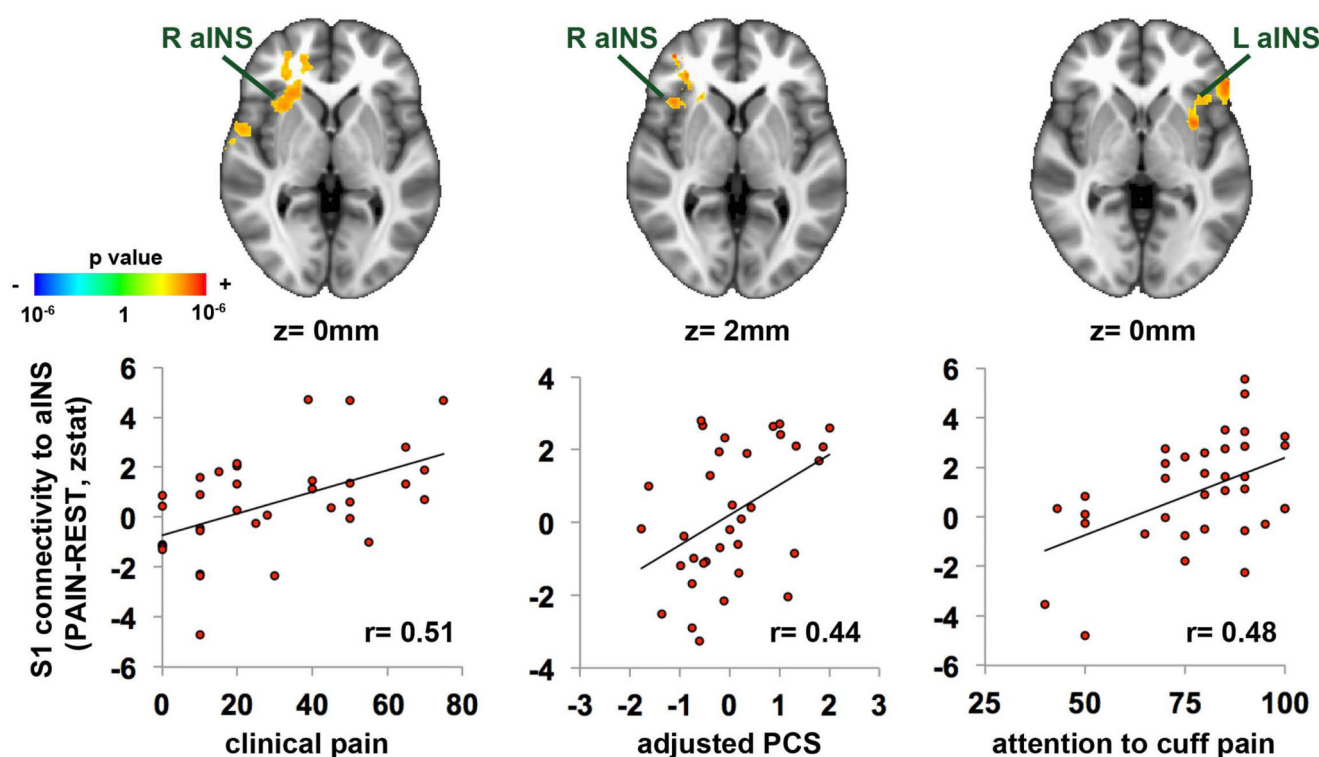 R aINS
R aINS
L aINS
p value
- +
10-6 1 10-6
z= 0mm
z= 2mm
z= 0mm
S1 connectivity to aINS
(PAIN-REST, zstat)
6
4
2
0
-2
-4
-6
0 20 40 60 80
r= 0.51
clinical pain
4
2
0
-2
-4
-3 -2 -1 0 1 2 3
r= 0.44
adjusted PCS
6
4
2
0
-2
-4
-6
25 50 75 100
r= 0.48
attention to cuff pain